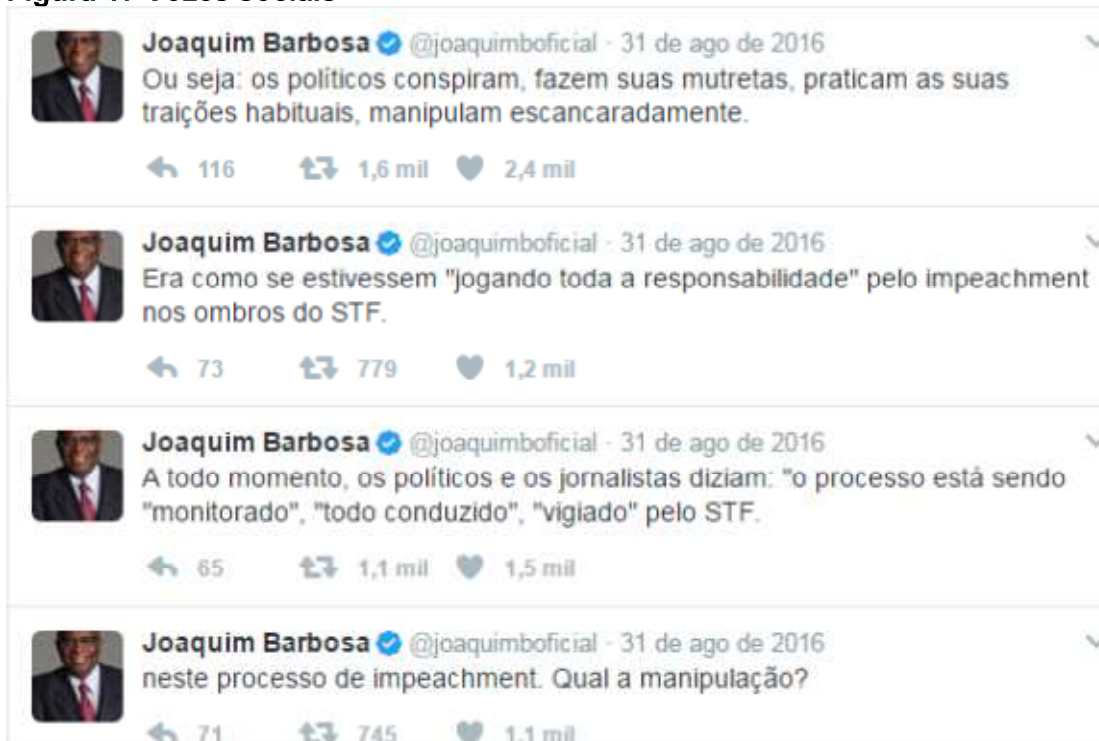 Joaquim Barbosa @joaquimboficial · 31 de ago de 2016
Ou seja: os políticos conspiram, fazem suas mutretas, praticam as suas
traições habituais, manipulam escancaradamente.
116 1,6 mil 2,4 mil
Joaquim Barbosa @joaquimboficial · 31 de ago de 2016
Era como se estivessem "jogando toda a responsabilidade" pelo impeachment
nos ombros do STF.
73 779 1,2 mil
Joaquim Barbosa @joaquimboficial · 31 de ago de 2016
A todo momento, os políticos e os jornalistas diziam: "o processo está sendo
"monitorado", "todo conduzido", "vigiado" pelo STF.
65 1,1 mil 1,5 mil
Joaquim Barbosa @joaquimboficial · 31 de ago de 2016
neste processo de impeachment. Qual a manipulação?
71 745 1,1 mil